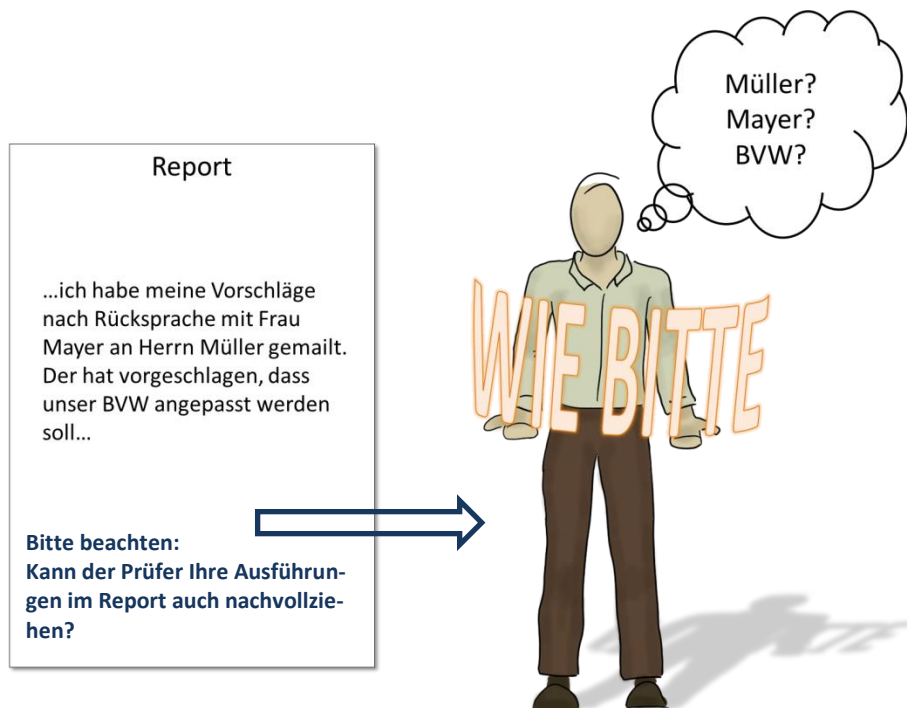 Müller?
Mayer?
BVW?
Report
...ich habe meine Vorschläge
nach Rücksprache mit Frau
Mayer an Herrn Müller gemailt.
Der hat vorgeschlagen, dass
unser BVW angepasst werden
soll...
WIE BITTE
Bitte beachten:
Kann der Prüfer Ihre Ausführun-
gen im Report auch nachvollzie-
hen?